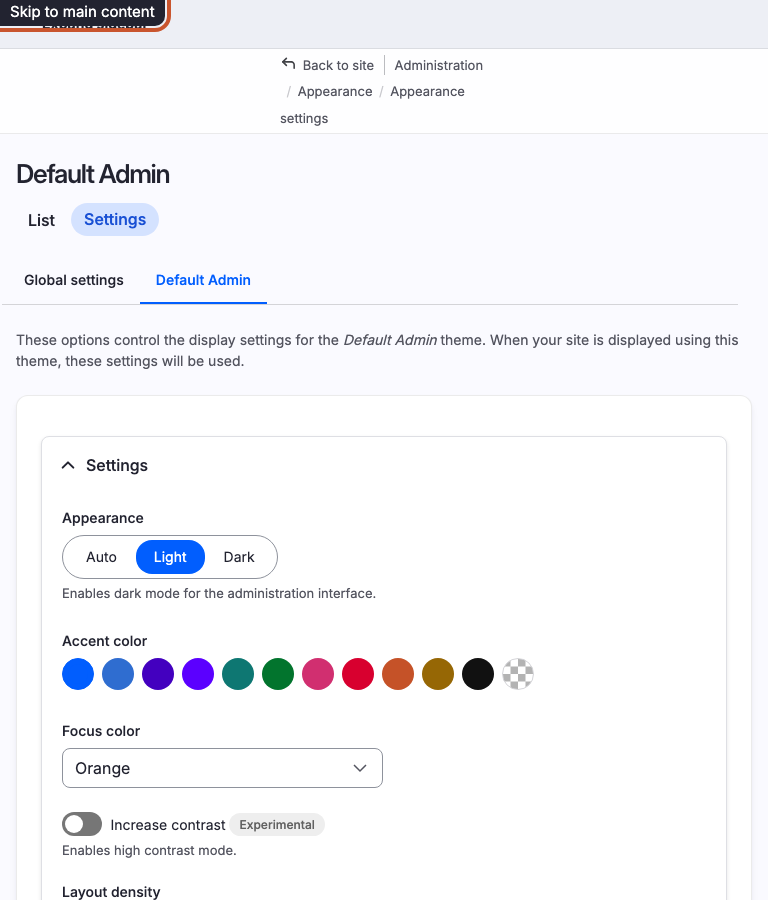 Skip to main content
Back to site
Administration
/ Appearance / Appearance
settings
Default Admin
List
Settings
Global settings
Default Admin
These options control the display settings for the Default Admin theme. When your site is displayed using this
theme, these settings will be used.
Settings
Appearance
Auto
Light
Dark
Enables dark mode for the administration interface.
Accent color
Focus color
Orange
Increase contrast
Experimental
Enables high contrast mode.
Layout density